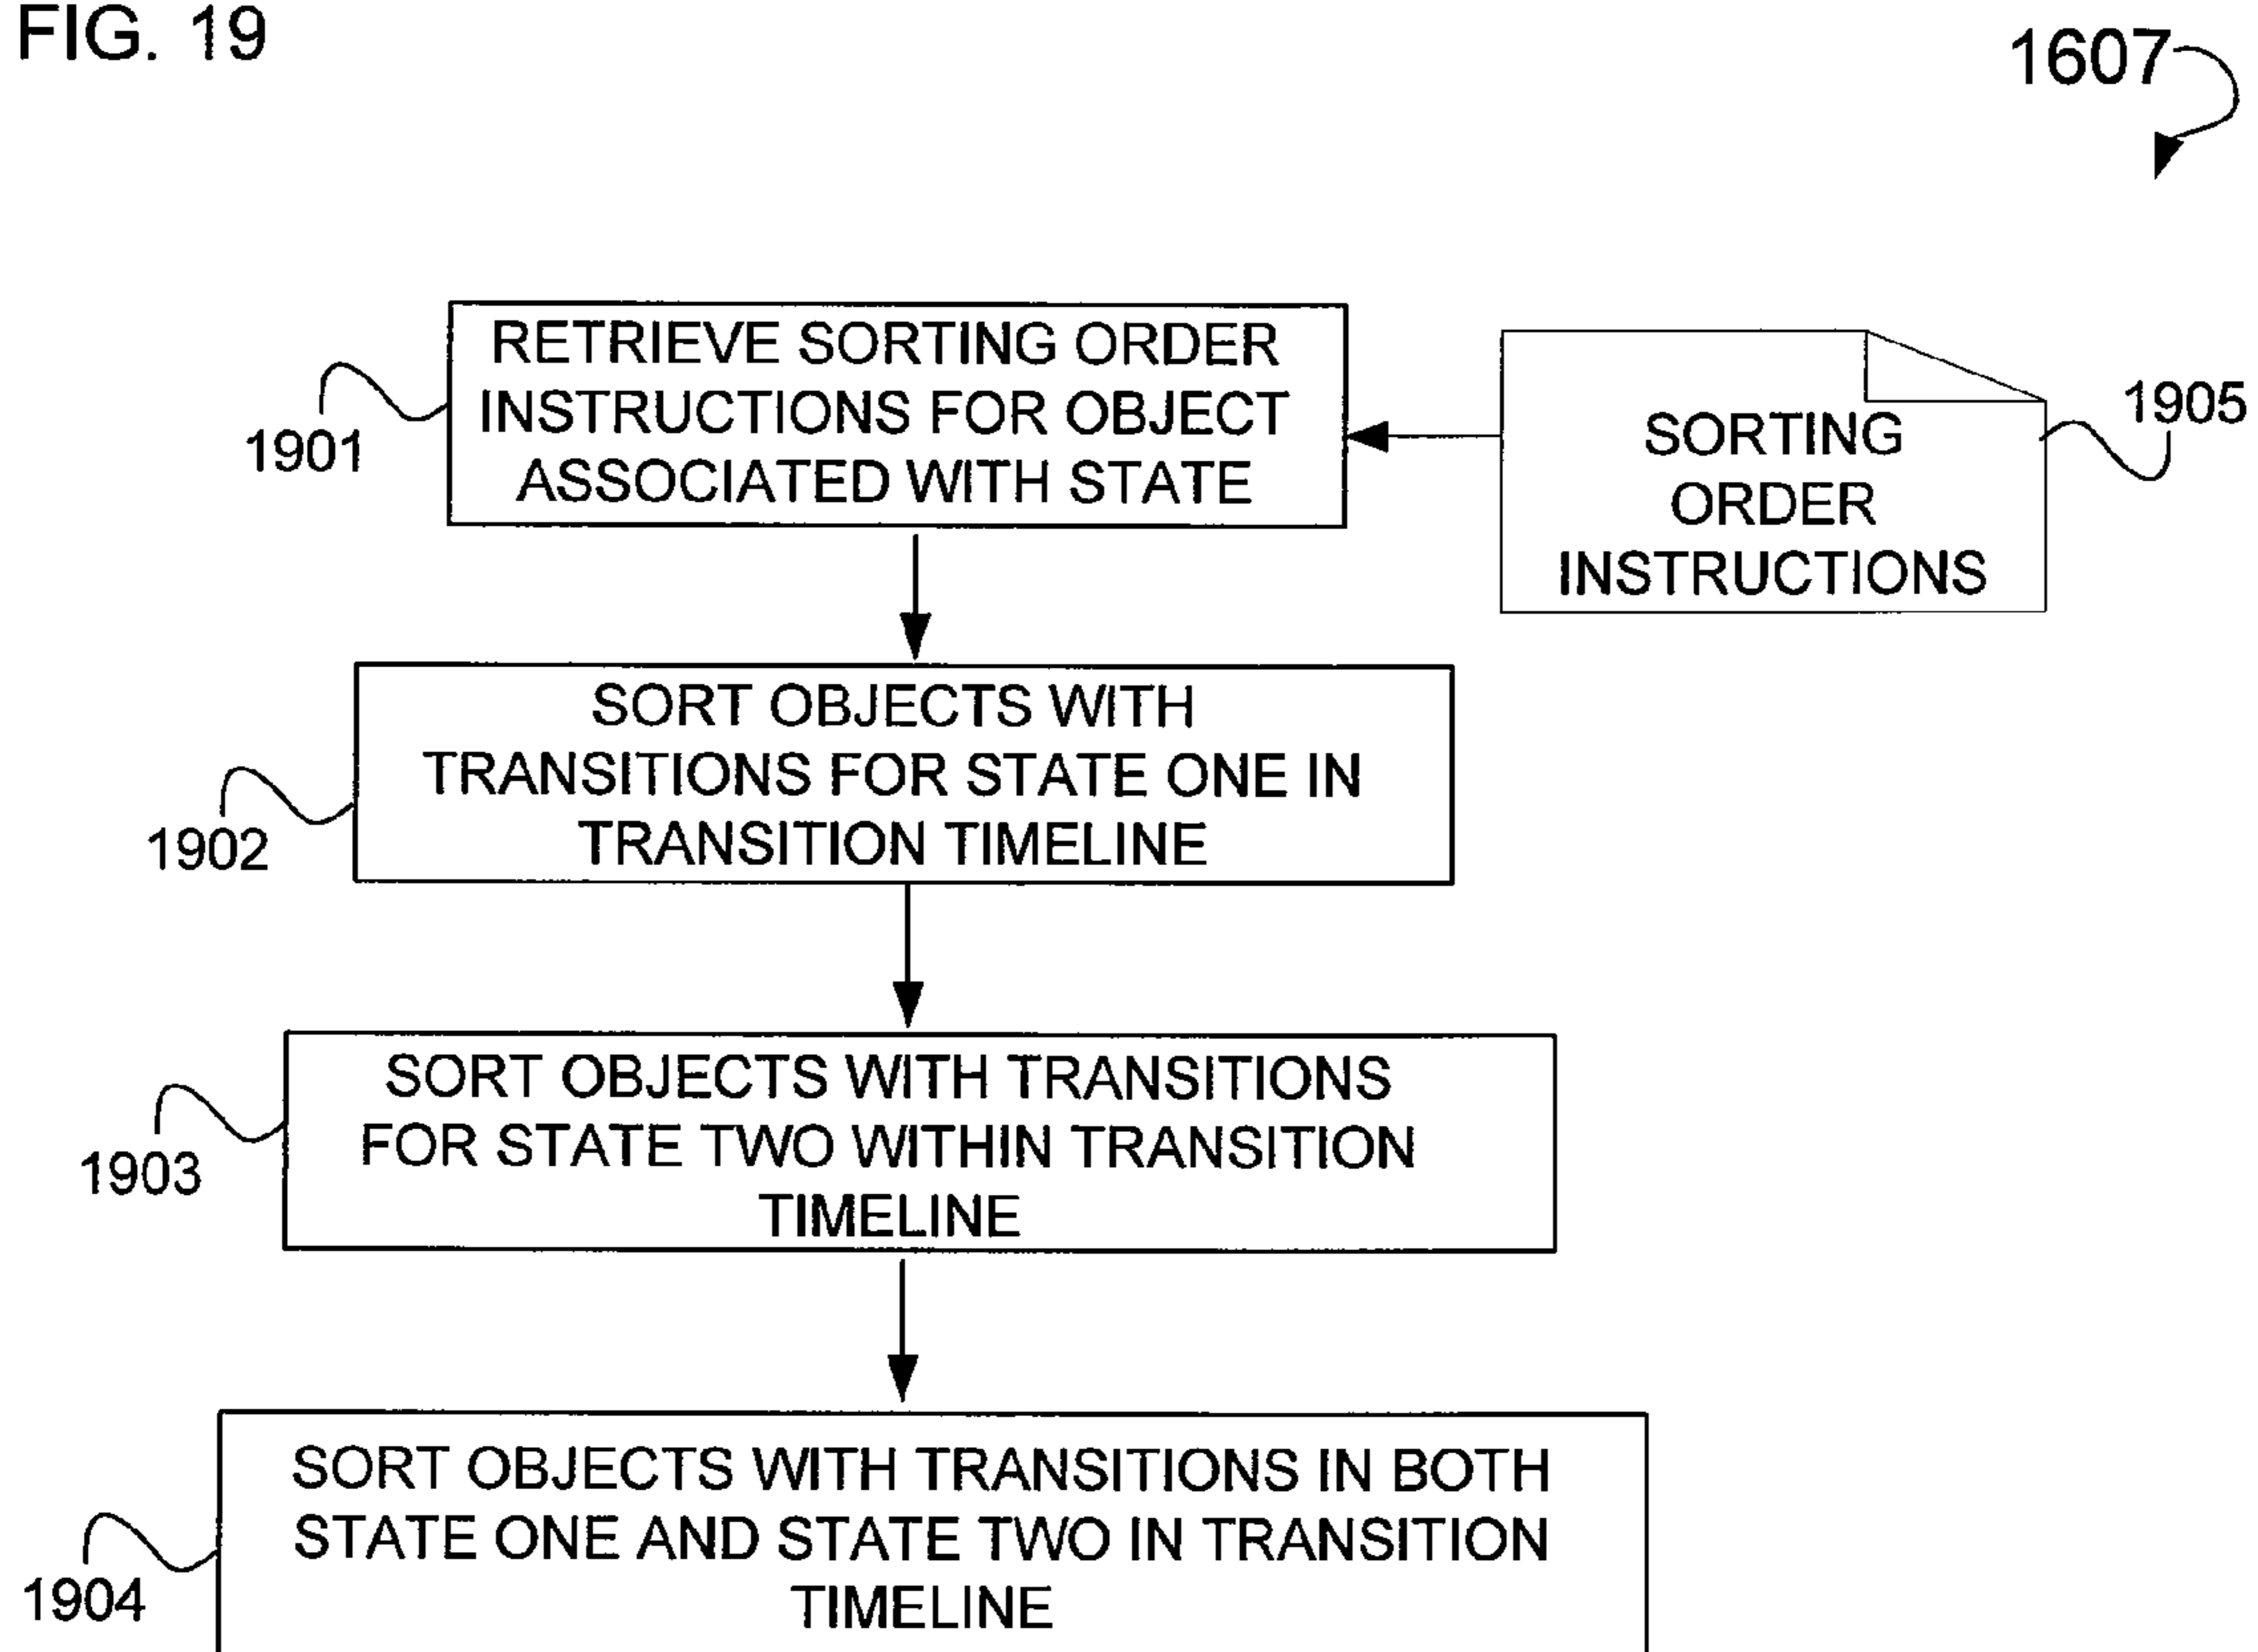 FIG. 19
1607
RETRIEVE SORTING ORDER
INSTRUCTIONS FOR OBJECT
ASSOCIATED WITH STATE
1901
SORTING
ORDER
INSTRUCTIONS
1905
SORT OBJECTS WITH
TRANSITIONS FOR STATE ONE IN
TRANSITION TIMELINE
1902
SORT OBJECTS WITH TRANSITIONS
FOR STATE TWO WITHIN TRANSITION
TIMELINE
1903
SORT OBJECTS WITH TRANSITIONS IN BOTH
STATE ONE AND STATE TWO IN TRANSITION
TIMELINE
1904